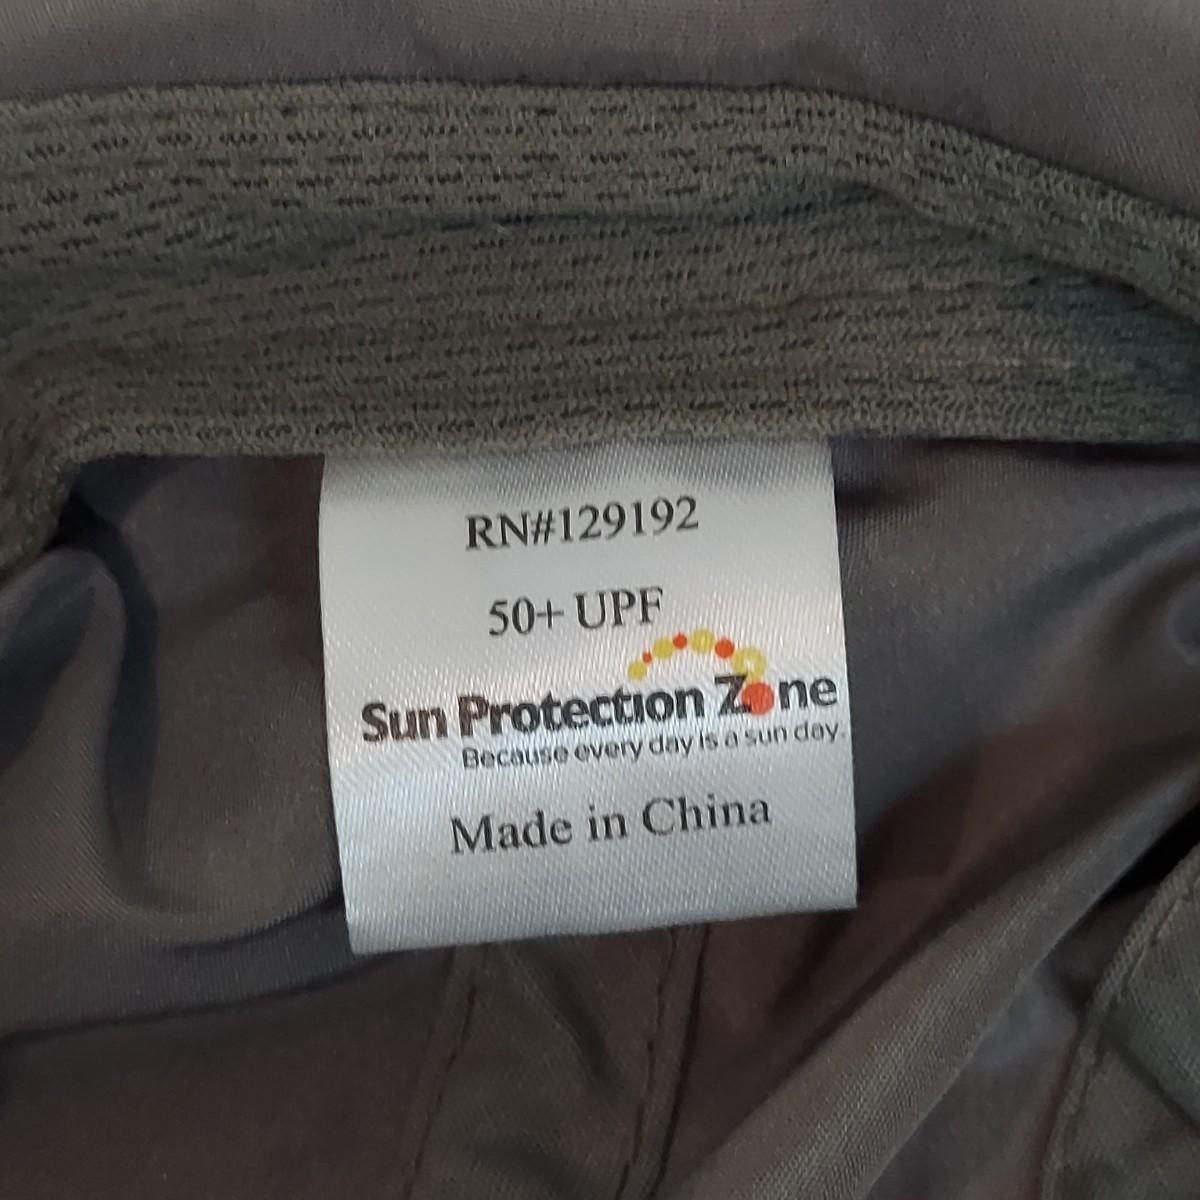 RN#129192
50+ UPF
Sun Protection Zone
Because every day is a sun day.
Made in China